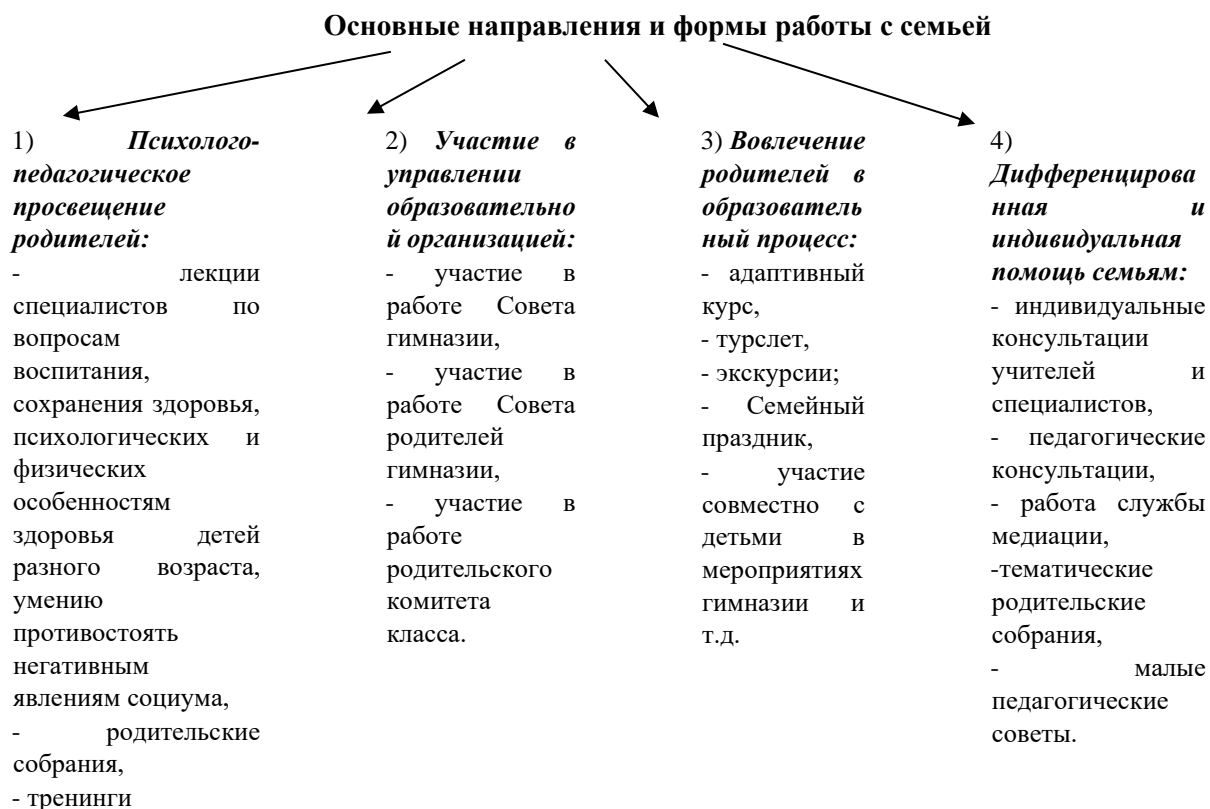 Основные направления и формы работы с семьей
1) Психолого-
педагогическое
просвещение
родителей:
- лекции
специалистов по
вопросам
воспитания,
сохранения здоровья,
психологических и
физических
особенностям
здоровья детей
разного возраста,
умению
противостоять
негативным
явлениям социума,
- родительские
собрания,
- тренинги
2) Участие в
управлении
образовательно
й организацией:
- участие в
работе Совета
гимназии,
- участие в
работе Совета
родителей
гимназии,
- участие в
работе
родительского
комитета
класса.
3) Вовлечение
родителей в
образователь
ный процесс:
- адаптивный
курс,
- турслет,
- экскурсии;
- Семейный
праздник,
- участие
совместно с
детьми в
мероприятиях
гимназии и
т.д.
4)
Дифференцирова
нная и
индивидуальная
помощь семьям:
- индивидуальные
консультации
учителей и
специалистов,
- педагогические
консультации,
- работа службы
медиации,
-тематические
родительские
собрания,
- малые
педагогические
советы.